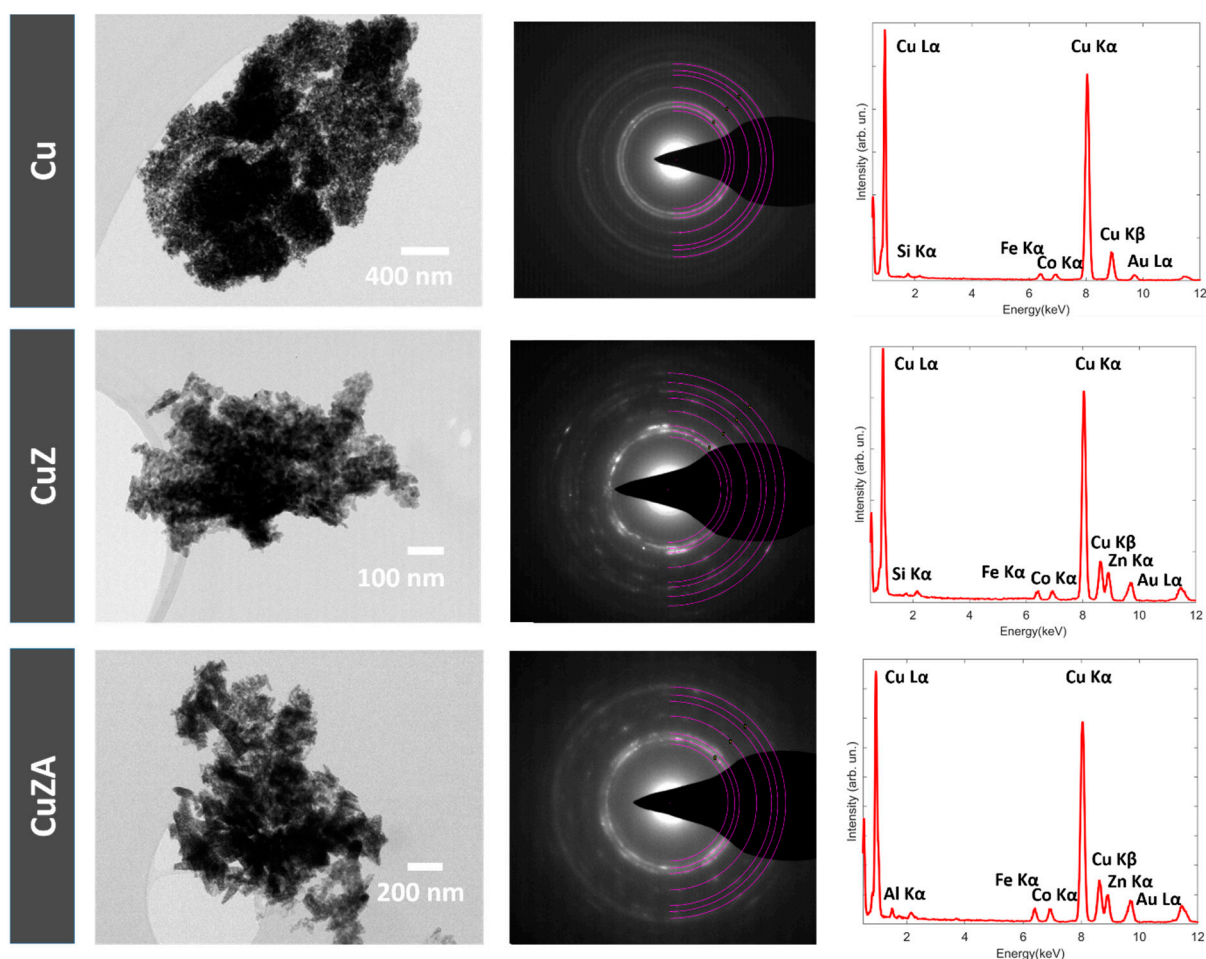 Cu
400 nm
Cu Lα
Cu Kα
Si Kα
Fe Kα
Co Kα
Cu Kβ
Au Lα
Intensity (arb. un.)
2 4 6 8 10 12
Energy(keV)
CuZ
100 nm
Cu Lα
Cu Kα
Si Kα
Fe Kα
Co Kα
Cu Kβ
Zn Kα
Au Lα
Intensity (arb. un.)
2 4 6 8 10 12
Energy(keV)
CuZA
200 nm
Cu Lα
Cu Kα
Al Kα
Fe Kα
Co Kα
Cu Kβ
Zn Kα
Au Lα
Intensity (arb. un.)
2 4 6 8 10 12
Energy(keV)